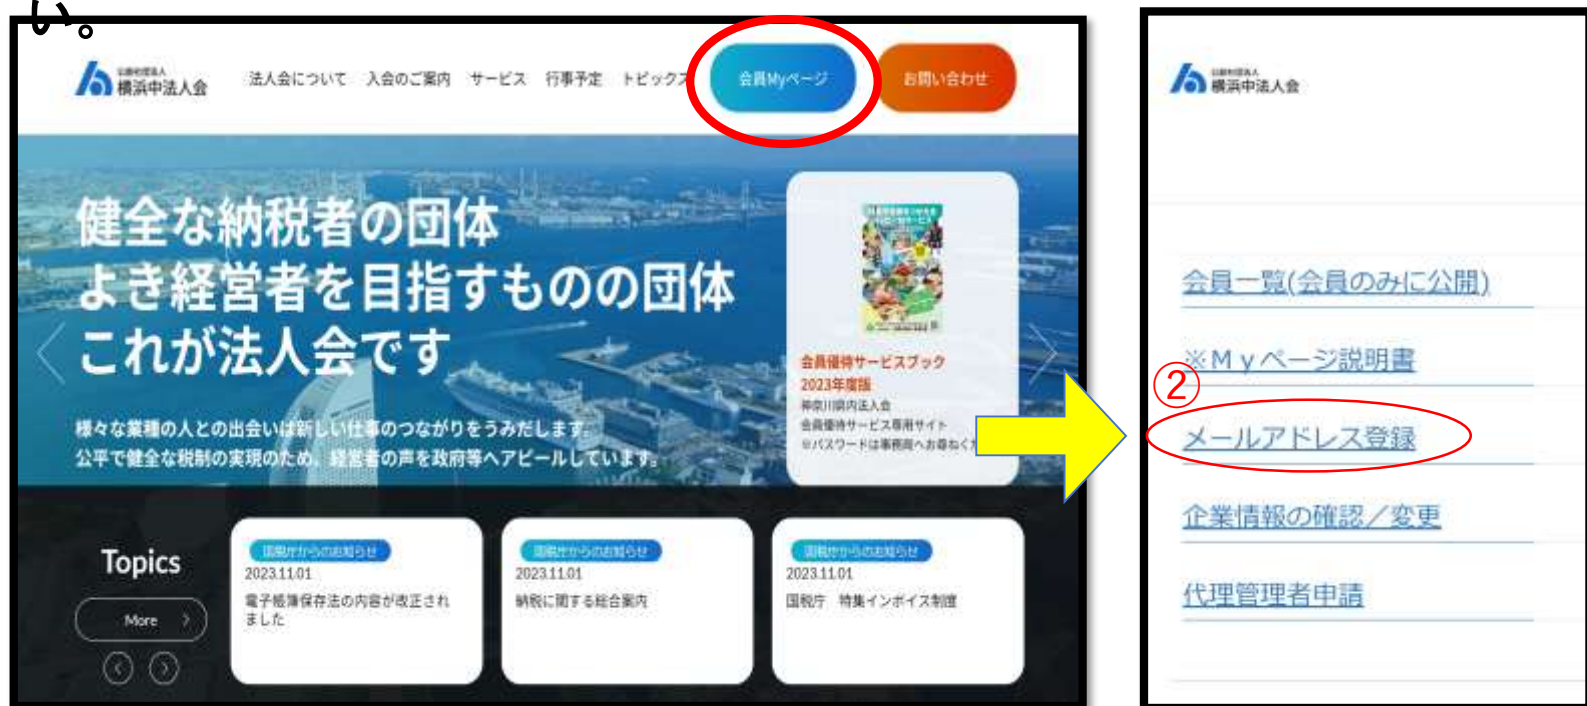 い。
公益社団法人
横浜中法人会
法人会について 入会のご案内 サービス 行事予定 トピックス 会員Myページ お問い合わせ
健全な納税者の団体
よき経営者を目指すものの団体
これが法人会です
様々な業種の人との出会いは新しい仕事のつながりをうみだします。
公平で健全な税制の実現のため、経営者の声を政府等へアピールしています。
会員優待サービスブック
2023年度版
神奈川県内法人会
会員優待サービス専用サイト
※パスワードは事務局へお尋ねくだ
Topics
More
国税庁からのお知らせ
2023.11.01
電子帳簿保存法の内容が改正され
ました
国税庁からのお知らせ
2023.11.01
納税に関する総合案内
国税庁からのお知らせ
2023.11.01
国税庁 特集インボイス制度
公益社団法人
横浜中法人会
会員一覧(会員のみに公開)
※Ｍｙページ説明書
②
メールアドレス登録
企業情報の確認／変更
代理管理者申請